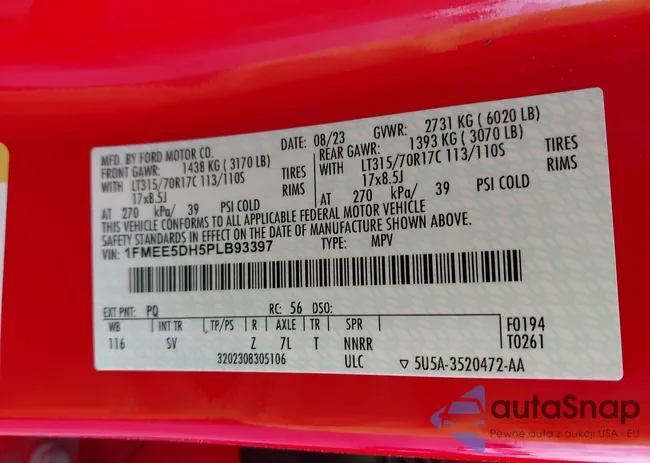 MFD. BY FORD MOTOR CO. DATE: 08/23 GVWR: 2731 KG (6020 LB)
FRONT GAWR: 1438 KG (3170 LB) REAR GAWR: 1393 KG (3070 LB)
WITH LT315/70R17C 113/110S TIRES LT315/70R17C 113/110S TIRES
17x8.5J RIMS 17x8.5J RIMS
AT 270 kPa/ 39 PSI COLD AT 270 kPa/ 39 PSI COLD
THIS VEHICLE CONFORMS TO ALL APPLICABLE FEDERAL MOTOR VEHICLE
SAFETY STANDARDS IN EFFECT ON THE DATE OF MANUFACTURE SHOWN ABOVE.
VIN: 1FMEE5DH5PLB93397 TYPE: MPV
EXT PNT: PQ RC: 56 DSO:
WB INT TR TP/PS R AXLE TR SPR F0194
116 SV Z 7L T NNRR T0261
3202308305106 ULC ▽ 5U5A-3520472-AA
autaSnap
Pewne auta z aukcji USA - EU